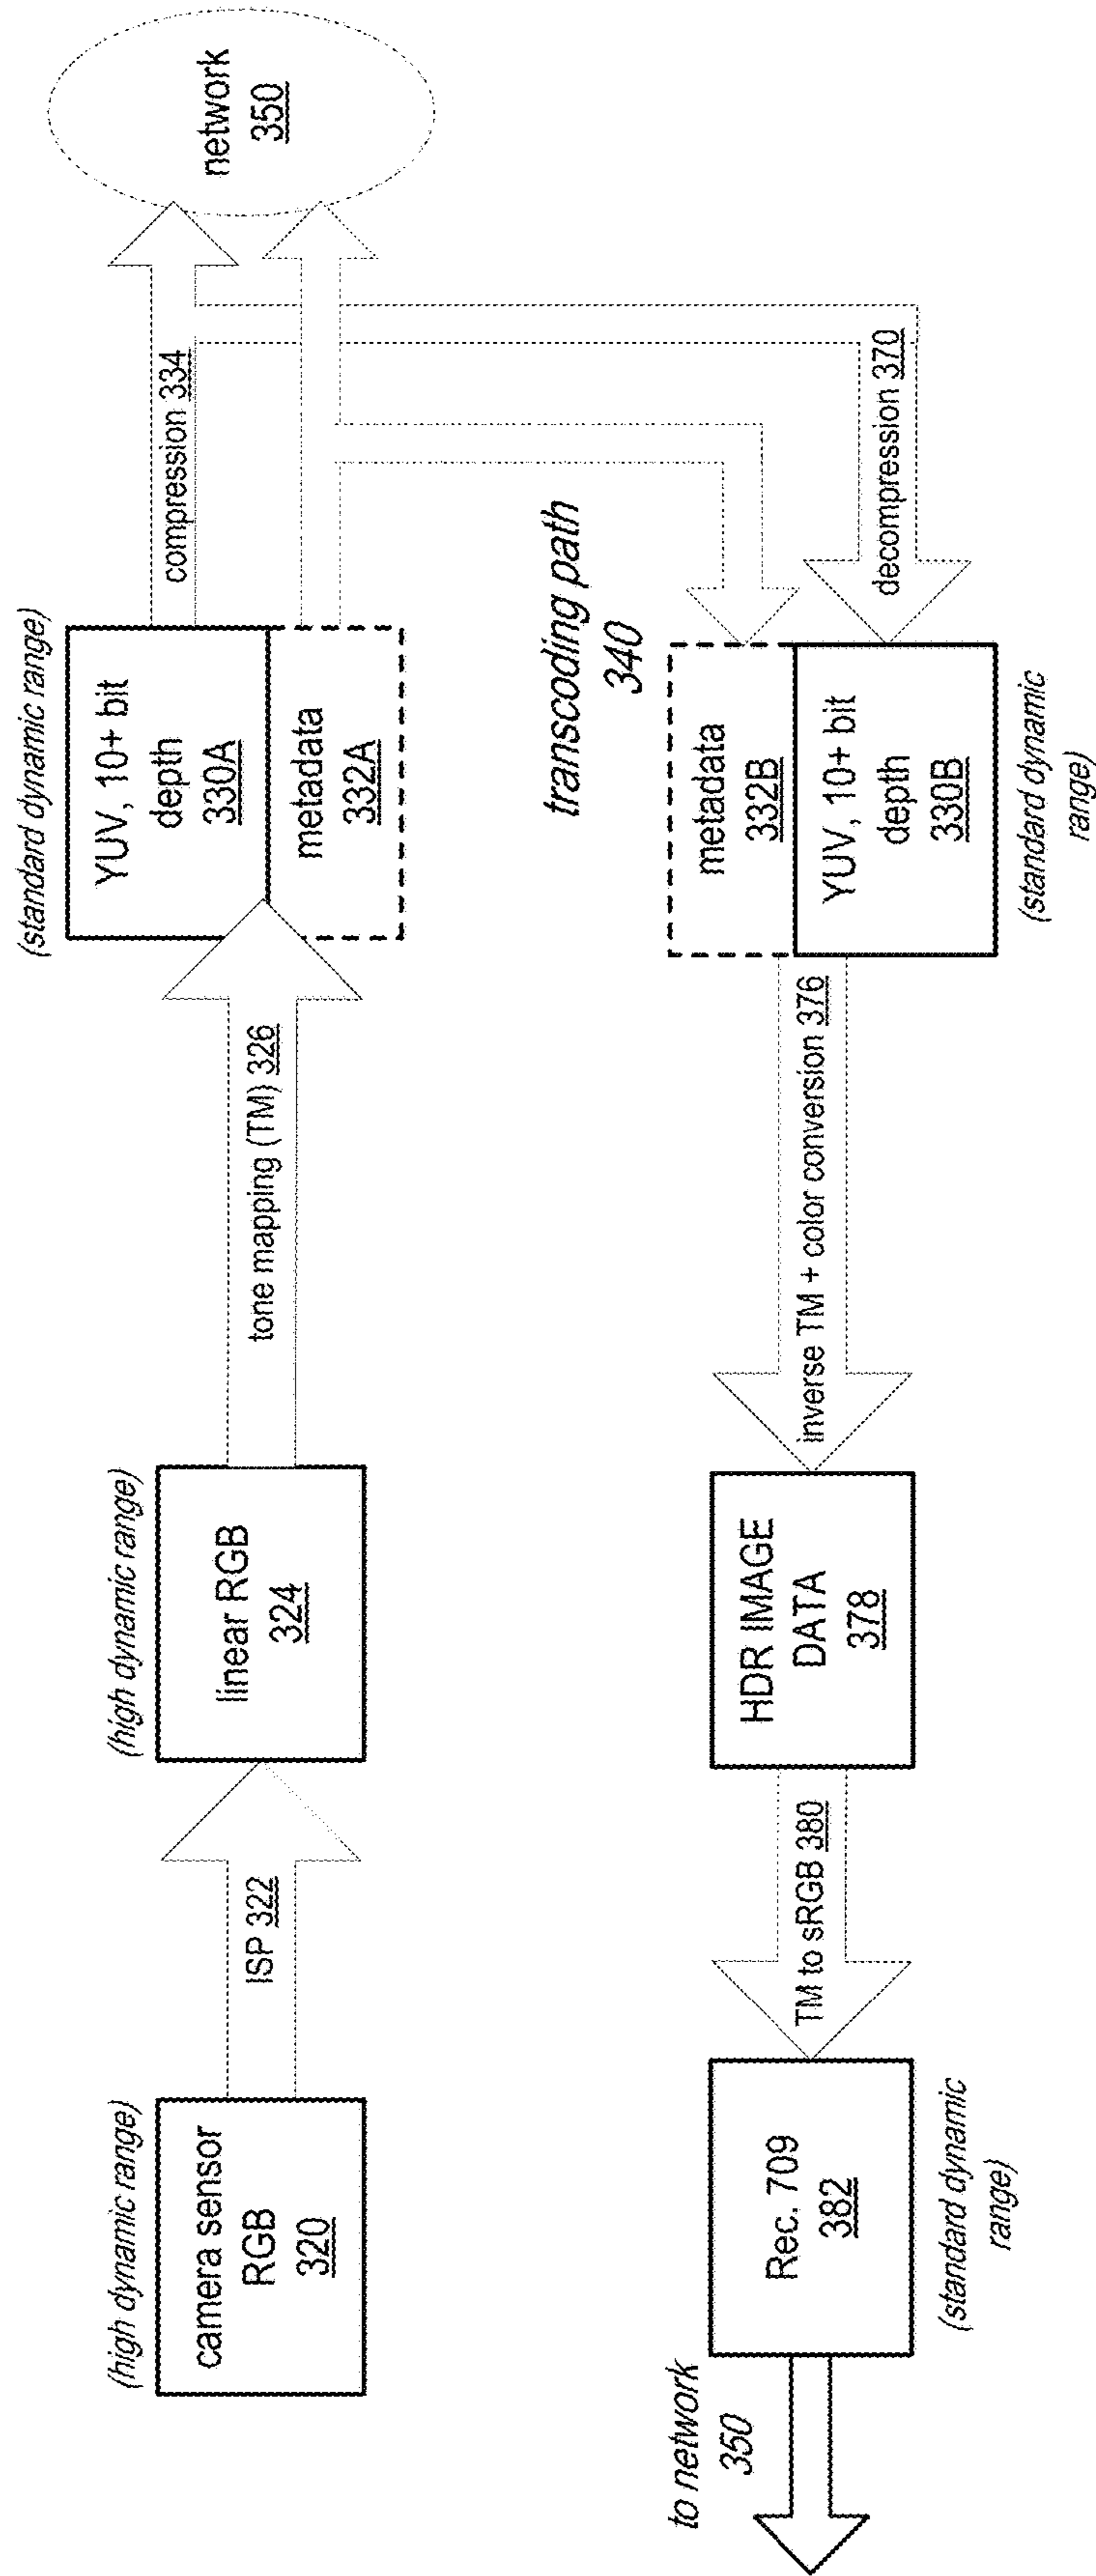 (high dynamic range)
camera sensor
RGB
320
ISP 322
(high dynamic range)
linear RGB
324
tone mapping (TM) 326
(standard dynamic range)
YUV, 10+ bit
depth
330A
metadata
332A
compression 334
network
350
transcoding path
340
metadata
332B
YUV, 10+ bit
depth
330B
(standard dynamic
range)
decompression 370
inverse TM + color conversion 376
HDR IMAGE
DATA
378
TM to sRGB 380
Rec. 709
382
(standard dynamic
range)
to network
350